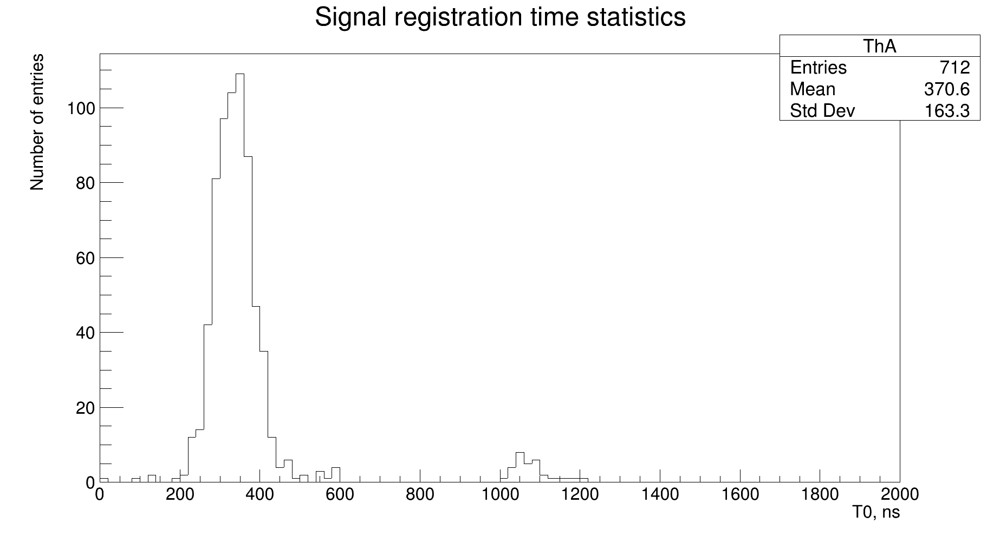 Signal registration time statistics
ThA
Entries 712
Mean 370.6
Std Dev 163.3
Number of entries
100
80
60
40
20
0
0 200 400 600 800 1000 1200 1400 1600 1800 2000
T0, ns